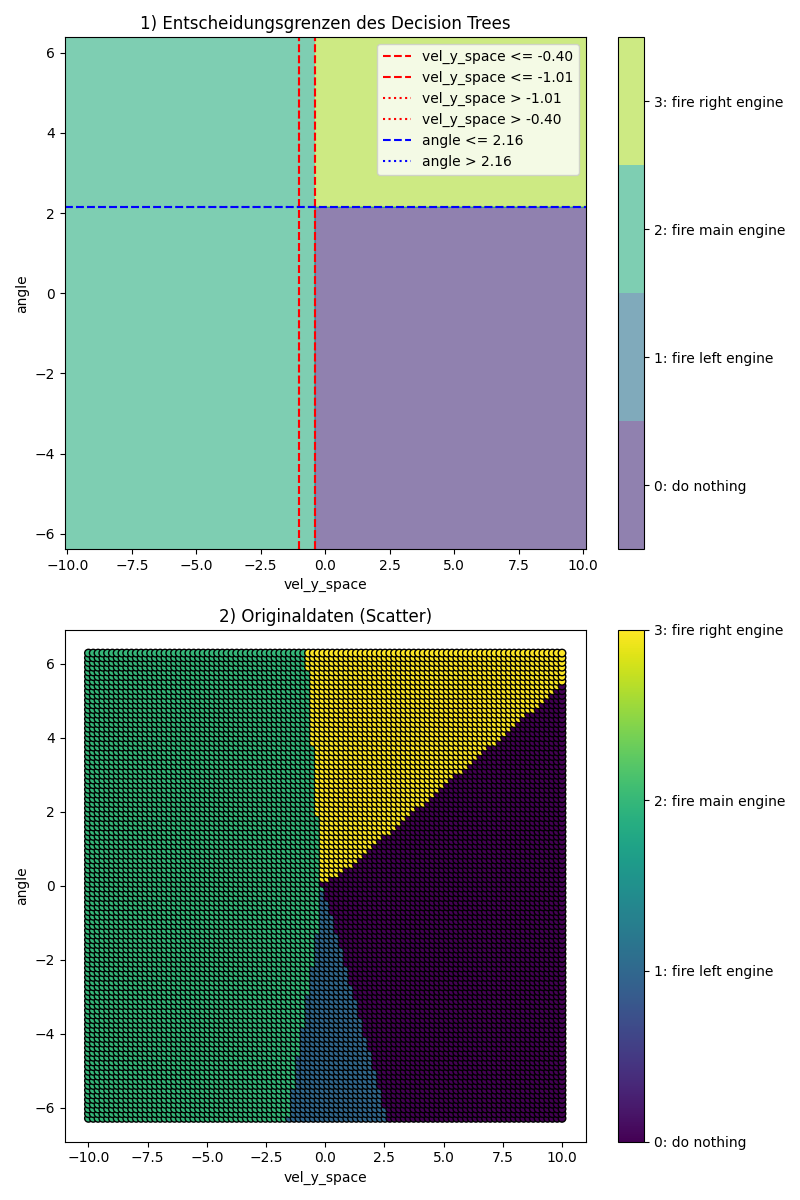 1) Entscheidungsgrenzen des Decision Trees
6
4
2
0
−2
−4
−6
angle
−10.0 −7.5 −5.0 −2.5 0.0 2.5 5.0 7.5 10.0
vel_y_space
vel_y_space <= -0.40
vel_y_space <= -1.01
vel_y_space > -1.01
vel_y_space > -0.40
angle <= 2.16
angle > 2.16
3: fire right engine
2: fire main engine
1: fire left engine
0: do nothing
2) Originaldaten (Scatter)
6
4
2
0
−2
−4
−6
angle
−10.0 −7.5 −5.0 −2.5 0.0 2.5 5.0 7.5 10.0
vel_y_space
3: fire right engine
2: fire main engine
1: fire left engine
0: do nothing